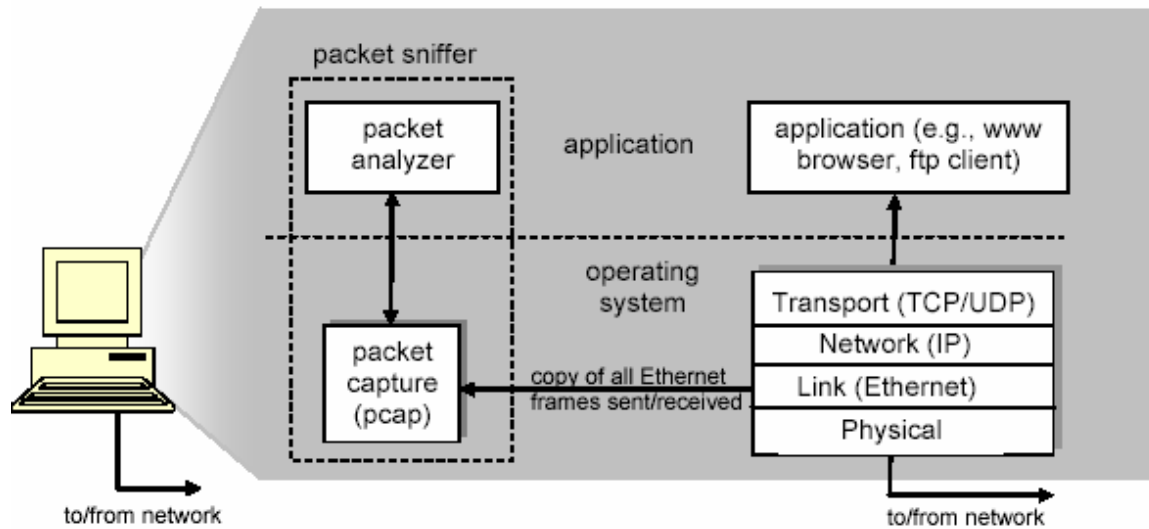 packet sniffer
packet
analyzer
application
application (e.g., www
browser, ftp client)
operating
system
packet
capture
(pcap)
copy of all Ethernet
frames sent/received
Transport (TCP/UDP)
Network (IP)
Link (Ethernet)
Physical
to/from network
to/from network